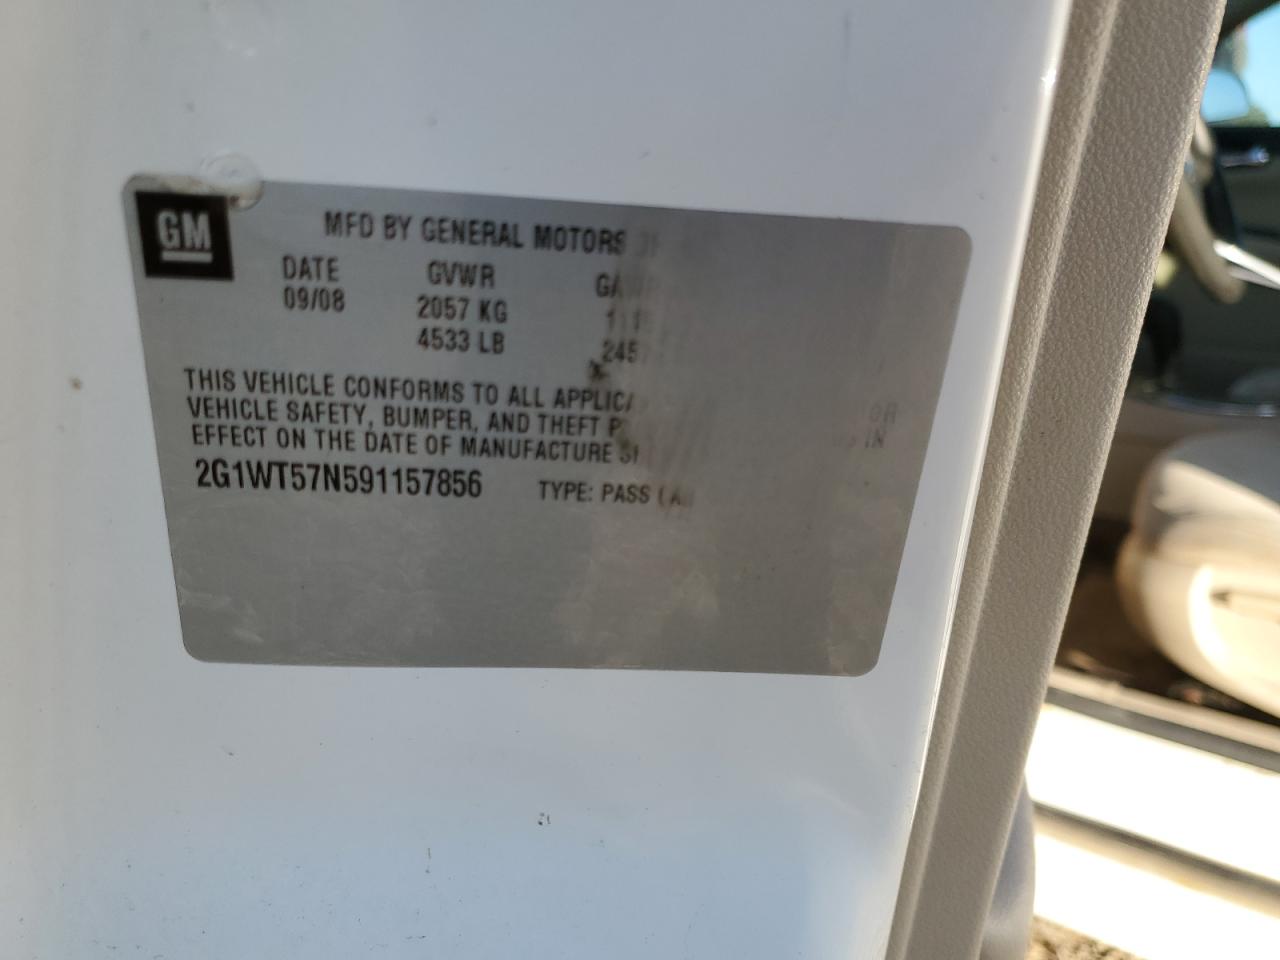 GM
MFD BY GENERAL MOTORS
DATE GVWR
09/08 2057 KG
4533 LB
THIS VEHICLE CONFORMS TO ALL
VEHICLE SAFETY, BUMPER, AND THEFT
EFFECT ON THE DATE OF MANUFACTURE IN
2G1WT57N591157856 TYPE: PASS